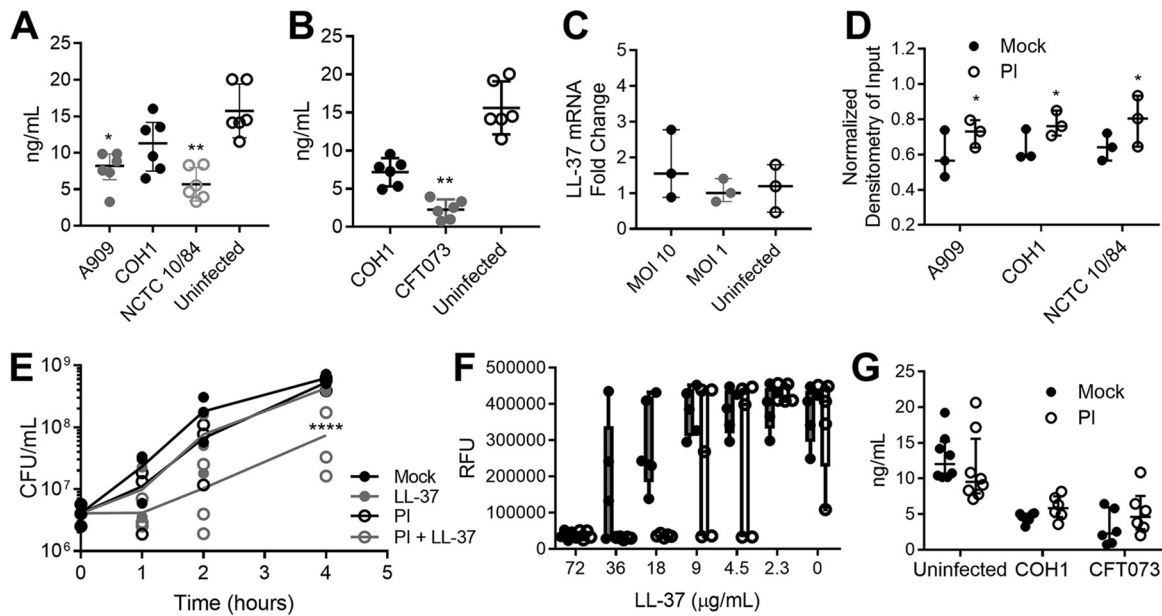 A
ng/mL
25
20
15
10
5
0
*
**
A909
COH1
NCTC 10/84
Uninfected
B
ng/mL
25
20
15
10
5
0
**
COH1
CFT073
Uninfected
C
LL-37 mRNA
Fold Change
5
4
3
2
1
0
MOI 10
MOI 1
Uninfected
D
Mock
PI
Normalized
Densitometry of Input
1.2
1.0
0.8
0.6
0.4
0.2
*
*
*
A909
COH1
NCTC 10/84
E
CFU/mL
10⁹
10⁸
10⁷
10⁶
****
Mock
LL-37
PI
PI + LL-37
0 1 2 3 4 5
Time (hours)
F
RFU
500000
400000
300000
200000
100000
0
72 36 18 9 4.5 2.3 0
LL-37 (μg/mL)
G
Mock
PI
ng/mL
25
20
15
10
5
0
Uninfected COH1 CFT073